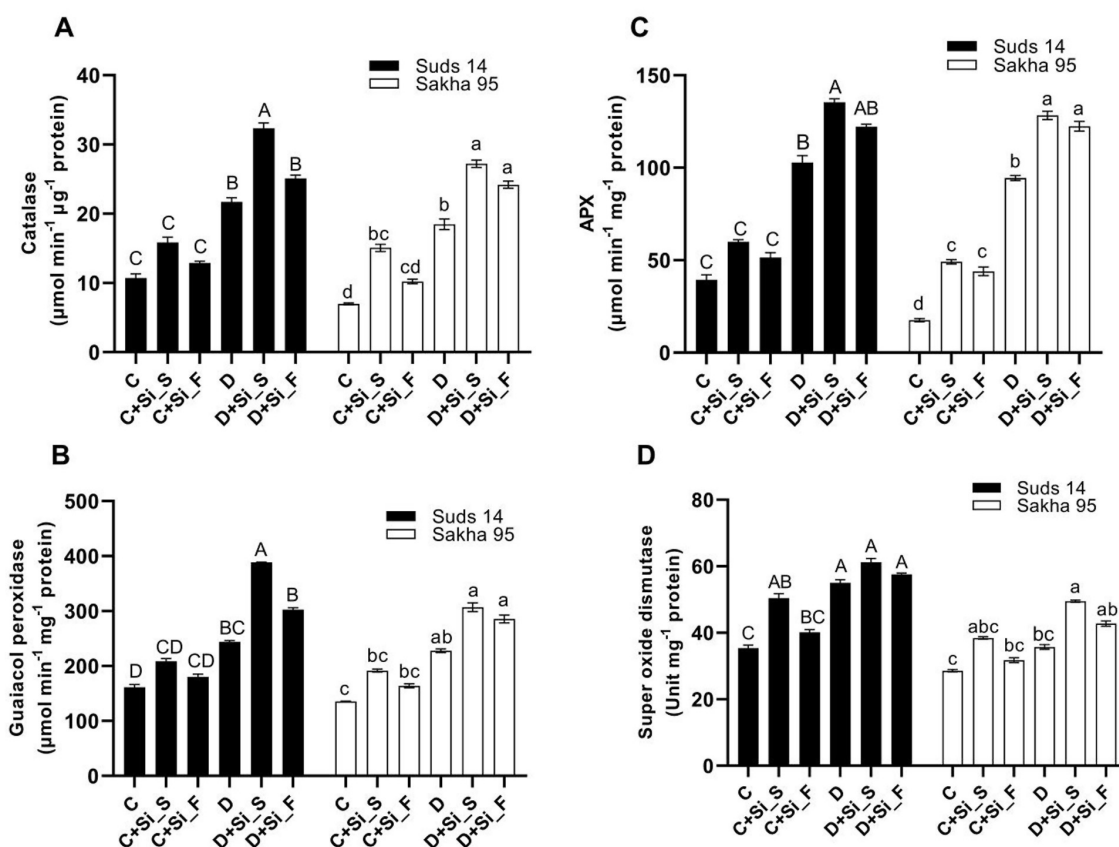 A
Suds 14
Sakha 95
Catalase
(µmol min⁻¹ µg⁻¹ protein)
40
30
20
10
0
C
C
C
B
A
B
d
bc
cd
b
a
a
C
C+Si_S
C+Si_F
D
D+Si_S
D+Si_F
C
C+Si_S
C+Si_F
D
D+Si_S
D+Si_F
C
Suds 14
Sakha 95
APX
(µmol min⁻¹ mg⁻¹ protein)
150
100
50
0
C
C
C
B
A
AB
d
c
c
b
a
a
C
C+Si_S
C+Si_F
D
D+Si_S
D+Si_F
C
C+Si_S
C+Si_F
D
D+Si_S
D+Si_F
B
Suds 14
Sakha 95
Guaiacol peroxidase
(µmol min⁻¹ mg⁻¹ protein)
500
400
300
200
100
0
D
CD
CD
BC
A
B
c
bc
bc
ab
a
a
C
C+Si_S
C+Si_F
D
D+Si_S
D+Si_F
C
C+Si_S
C+Si_F
D
D+Si_S
D+Si_F
D
Suds 14
Sakha 95
Super oxide dismutase
(Unit mg⁻¹ protein)
80
60
40
20
0
C
AB
BC
A
A
A
c
abc
bc
bc
a
ab
C
C+Si_S
C+Si_F
D
D+Si_S
D+Si_F
C
C+Si_S
C+Si_F
D
D+Si_S
D+Si_F